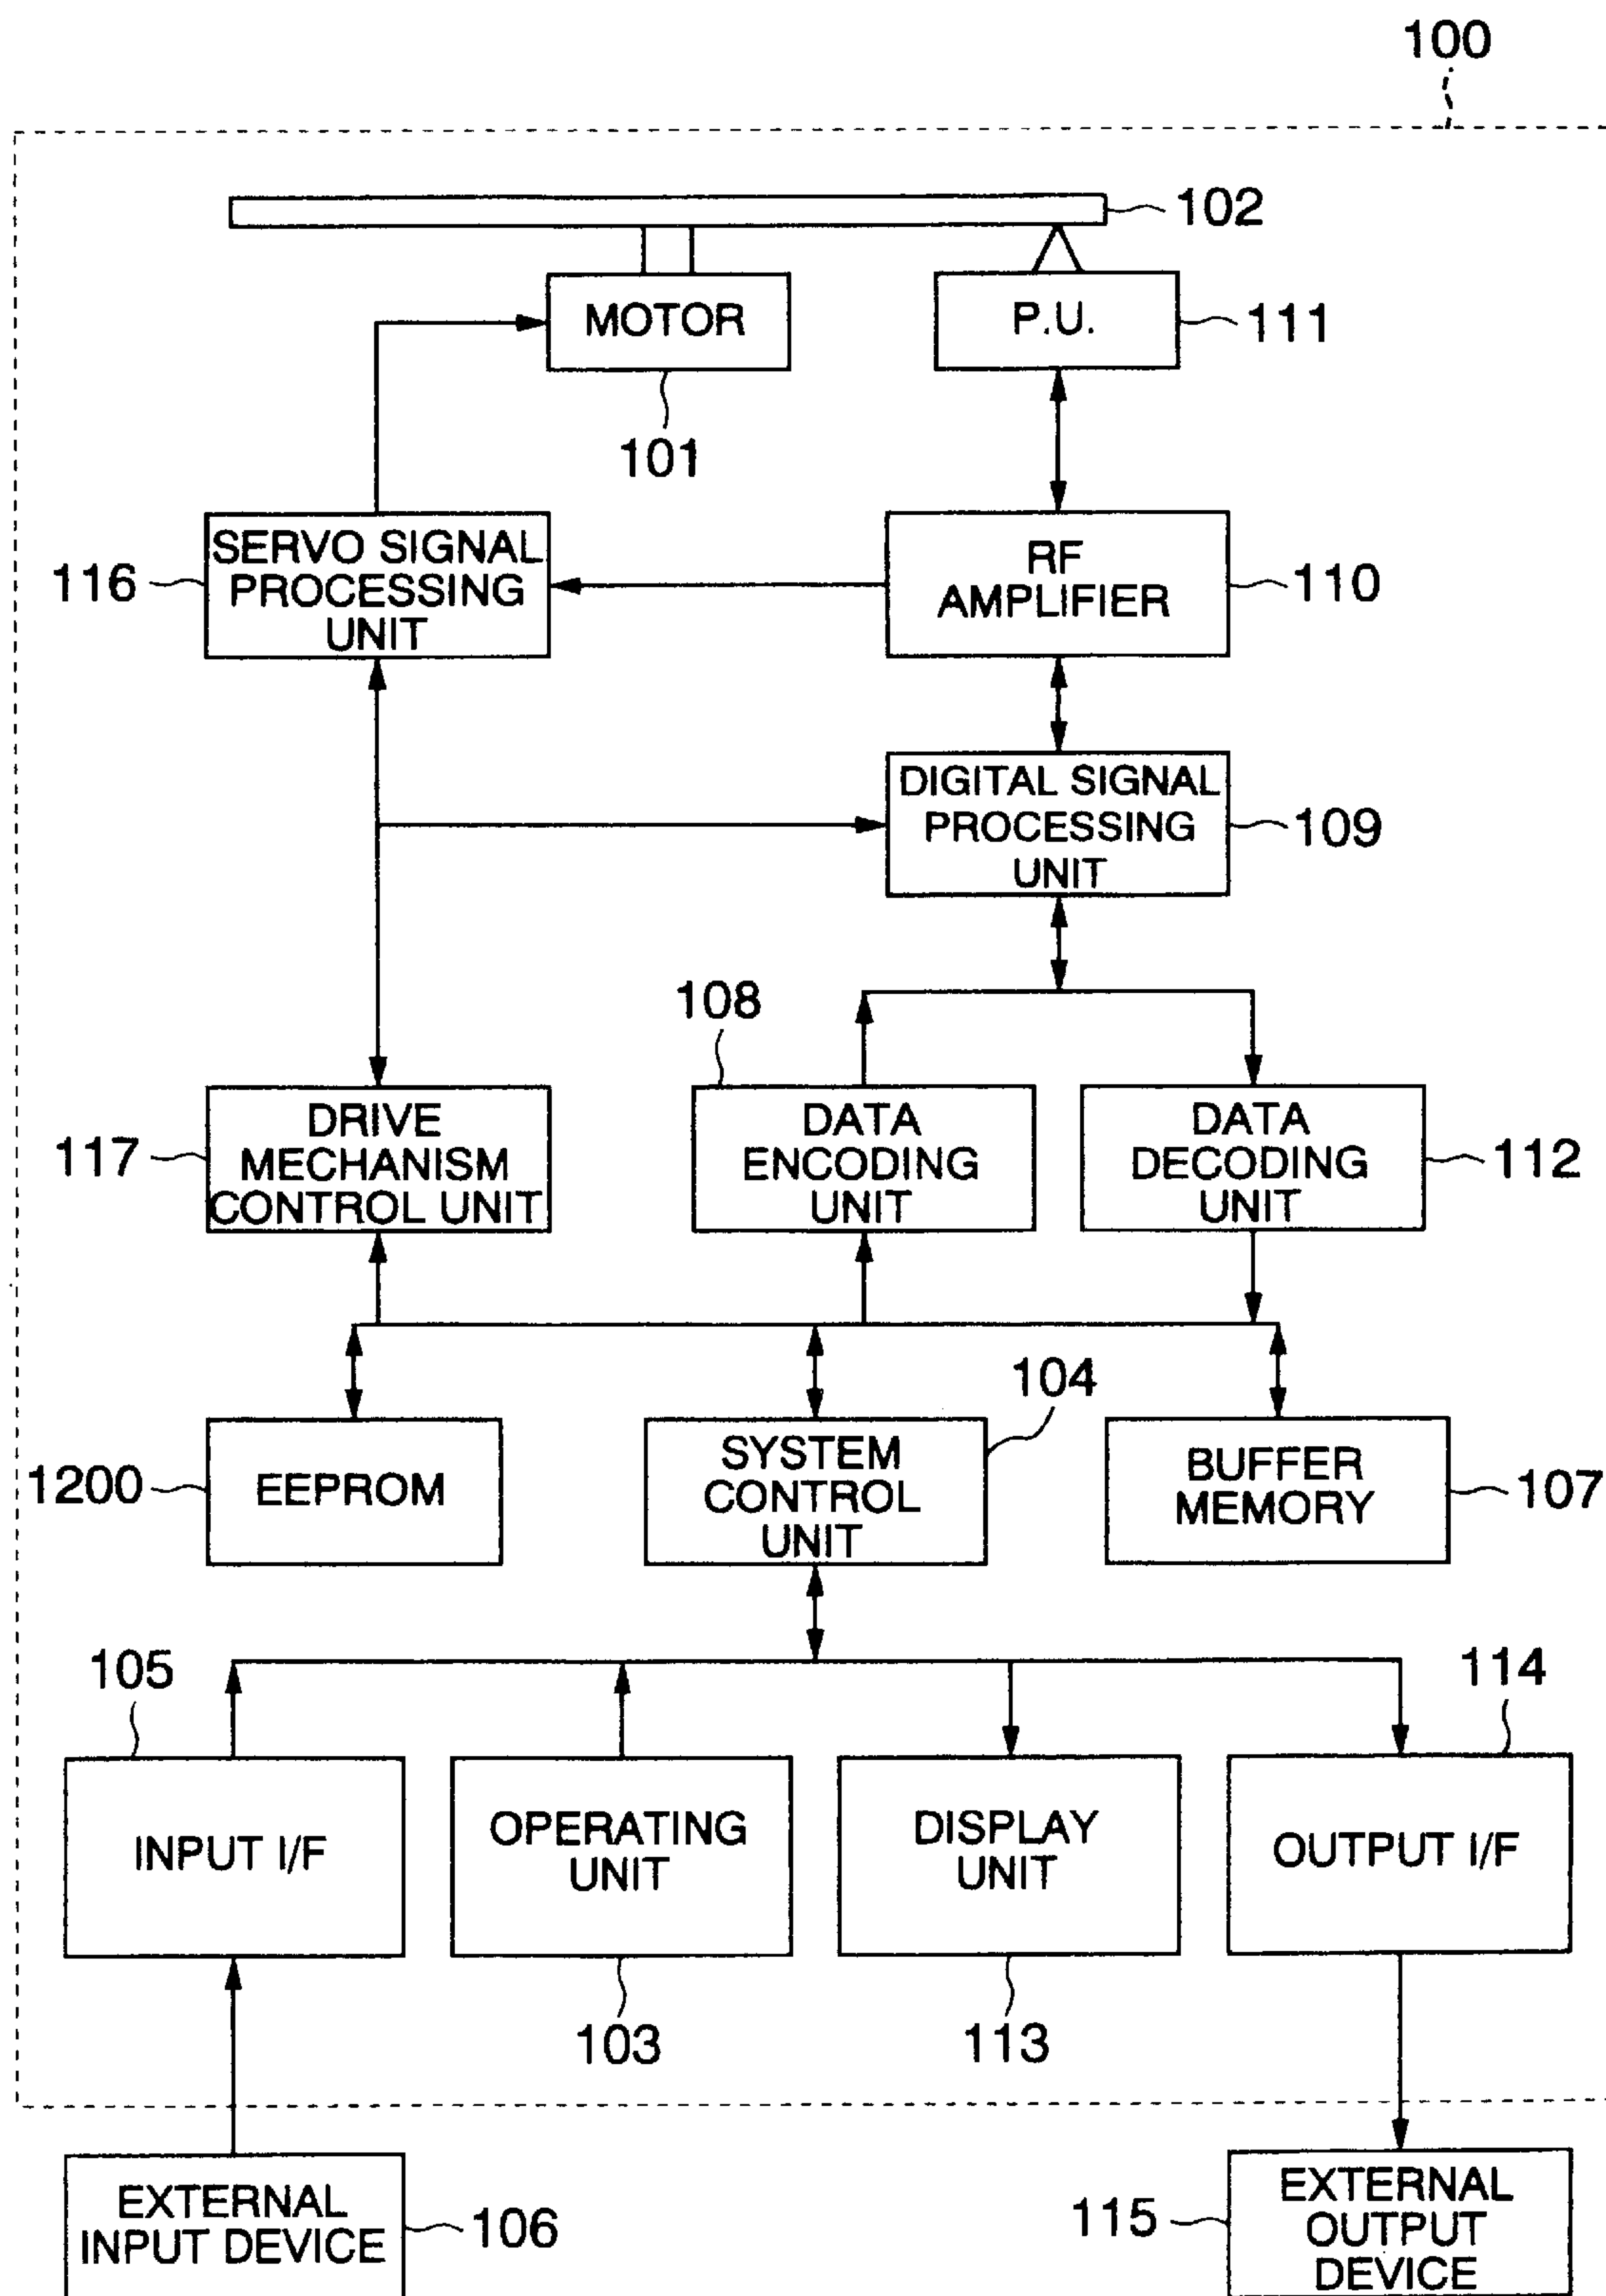 100
102
MOTOR
P.U.
111
101
SERVO SIGNAL
PROCESSING
UNIT
116
RF
AMPLIFIER
110
DIGITAL SIGNAL
PROCESSING
UNIT
109
108
DRIVE
MECHANISM
CONTROL UNIT
117
DATA
ENCODING
UNIT
DATA
DECODING
UNIT
112
104
1200
EEPROM
SYSTEM
CONTROL
UNIT
BUFFER
MEMORY
107
105
114
INPUT I/F
OPERATING
UNIT
DISPLAY
UNIT
OUTPUT I/F
103
113
EXTERNAL
INPUT DEVICE
106
115
EXTERNAL
OUTPUT
DEVICE